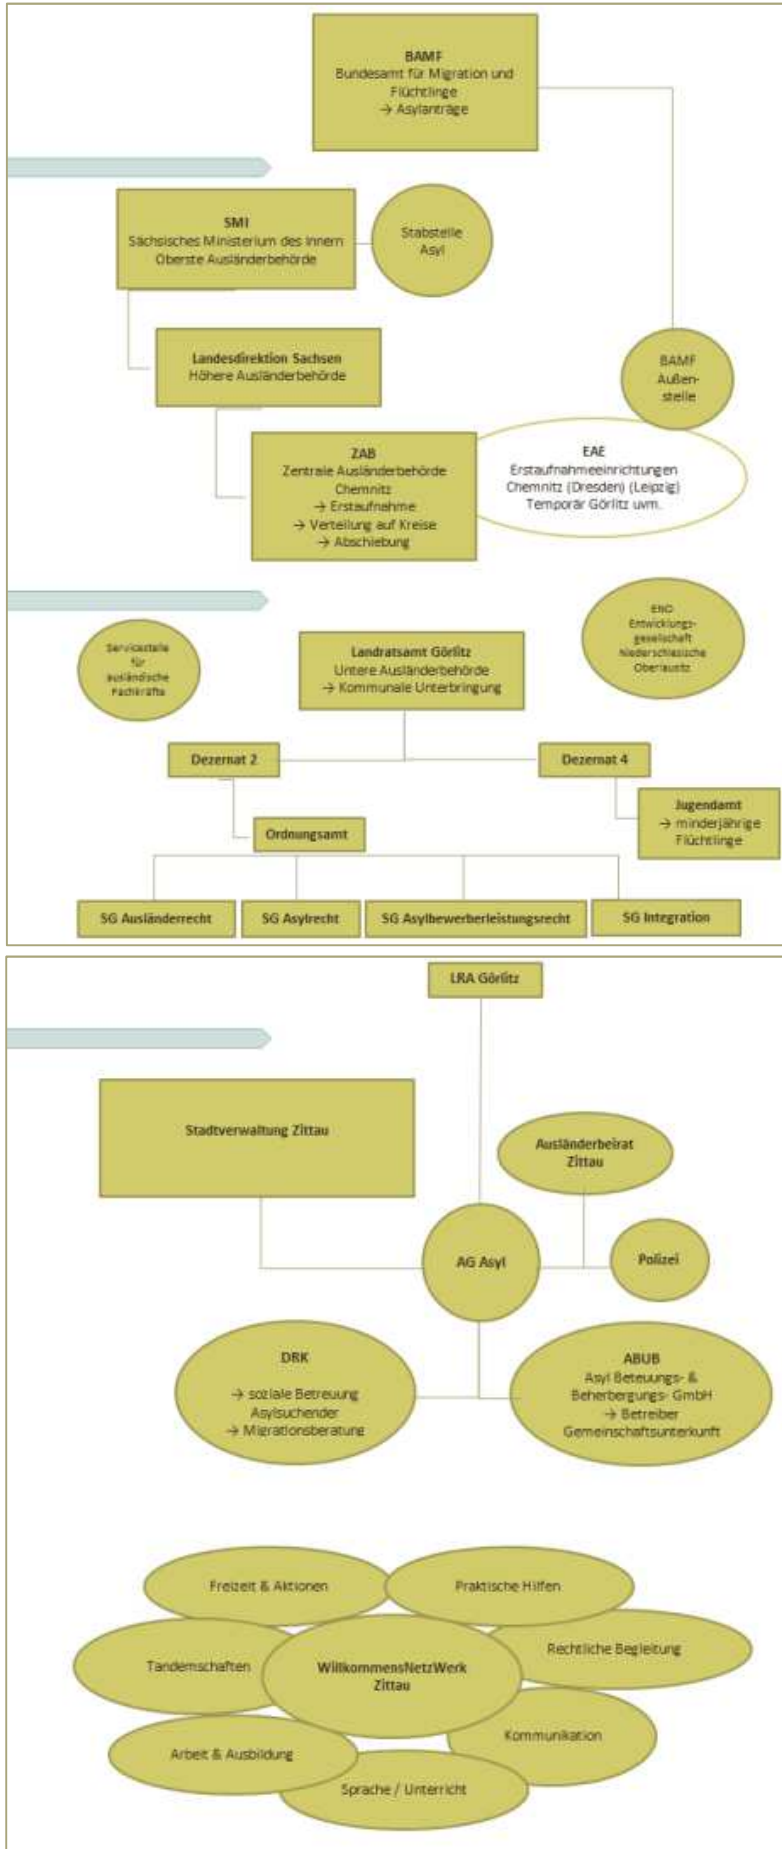 BAMF
Bundesamt für Migration und
Flüchtlinge
→ Asylanträge
SMI
Sächsisches Ministerium des Innern
Oberste Ausländerbehörde
Stabstelle
Asyl
Landesdirektion Sachsen
Höhere Ausländerbehörde
BAMF
Außen-
stelle
ZAB
Zentrale Ausländerbehörde
Chemnitz
→ Erstaufnahme
→ Verteilung auf Kreise
→ Abschiebung
EAE
Erstaufnahmeeinrichtungen
Chemnitz (Dresden) (Leipzig)
Temporär Görlitz uvm.
Servicestelle
für
ausländische
Fachkräfte
Landratsamt Görlitz
Untere Ausländerbehörde
→ Kommunale Unterbringung
ENO
Entwicklungs-
gesellschaft
Niederschlesische
Oberlausitz
Dezernat 2
Dezernat 4
Jugendamt
→ minderjährige
Flüchtlinge
Ordnungsamt
SG Ausländerrecht
SG Asylrecht
SG Asylbewerberleistungsrecht
SG Integration
LRA Görlitz
Stadtverwaltung Zittau
Ausländerbeirat
Zittau
AG Asyl
Polizei
DRK
→ soziale Betreuung
Asylsuchender
→ Migrationsberatung
ABUB
Asyl Beteuungs- &
Beherbergungs- GmbH
→ Betreiber
Gemeinschaftsunterkunft
Freizeit & Aktionen
Praktische Hilfen
Tandemschaften
WillkommensNetzWerk
Zittau
Rechtliche Begleitung
Arbeit & Ausbildung
Kommunikation
Sprache / Unterricht